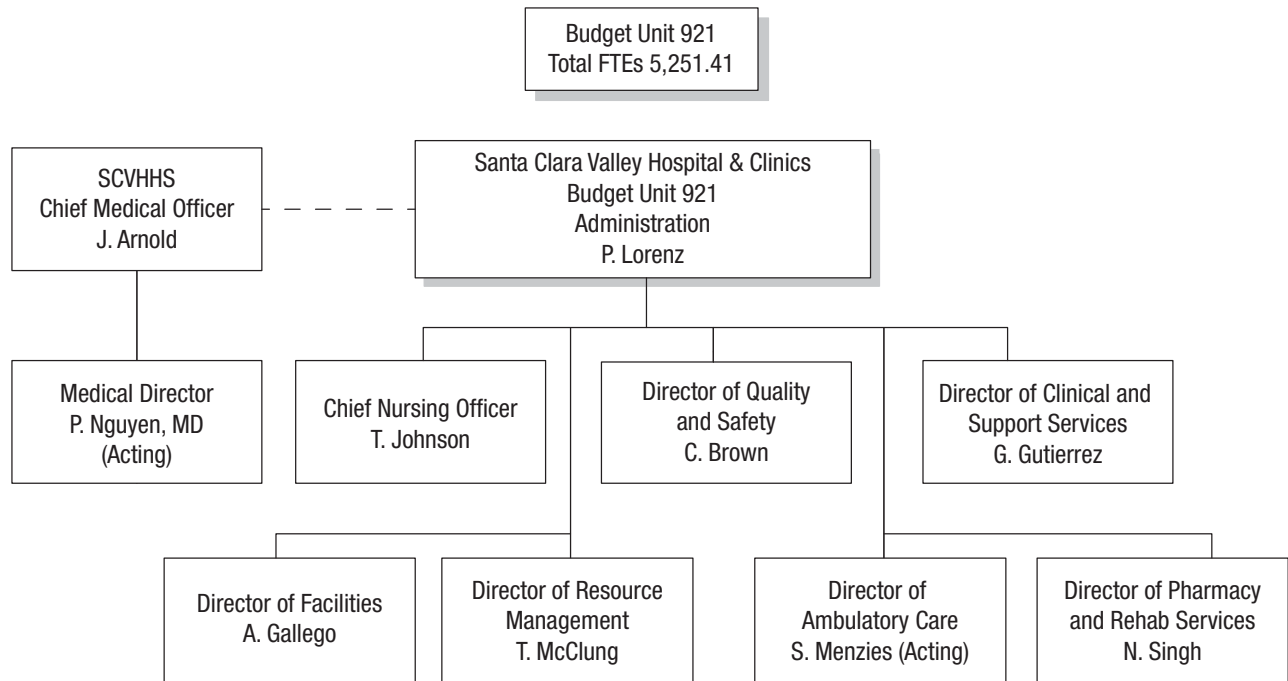 Budget Unit 921
Total FTEs 5,251.41
SCVHHS
Chief Medical Officer
J. Arnold
Santa Clara Valley Hospital & Clinics
Budget Unit 921
Administration
P. Lorenz
Medical Director
P. Nguyen, MD
(Acting)
Chief Nursing Officer
T. Johnson
Director of Quality
and Safety
C. Brown
Director of Clinical and
Support Services
G. Gutierrez
Director of Facilities
A. Gallego
Director of Resource
Management
T. McClung
Director of
Ambulatory Care
S. Menzies (Acting)
Director of Pharmacy
and Rehab Services
N. Singh